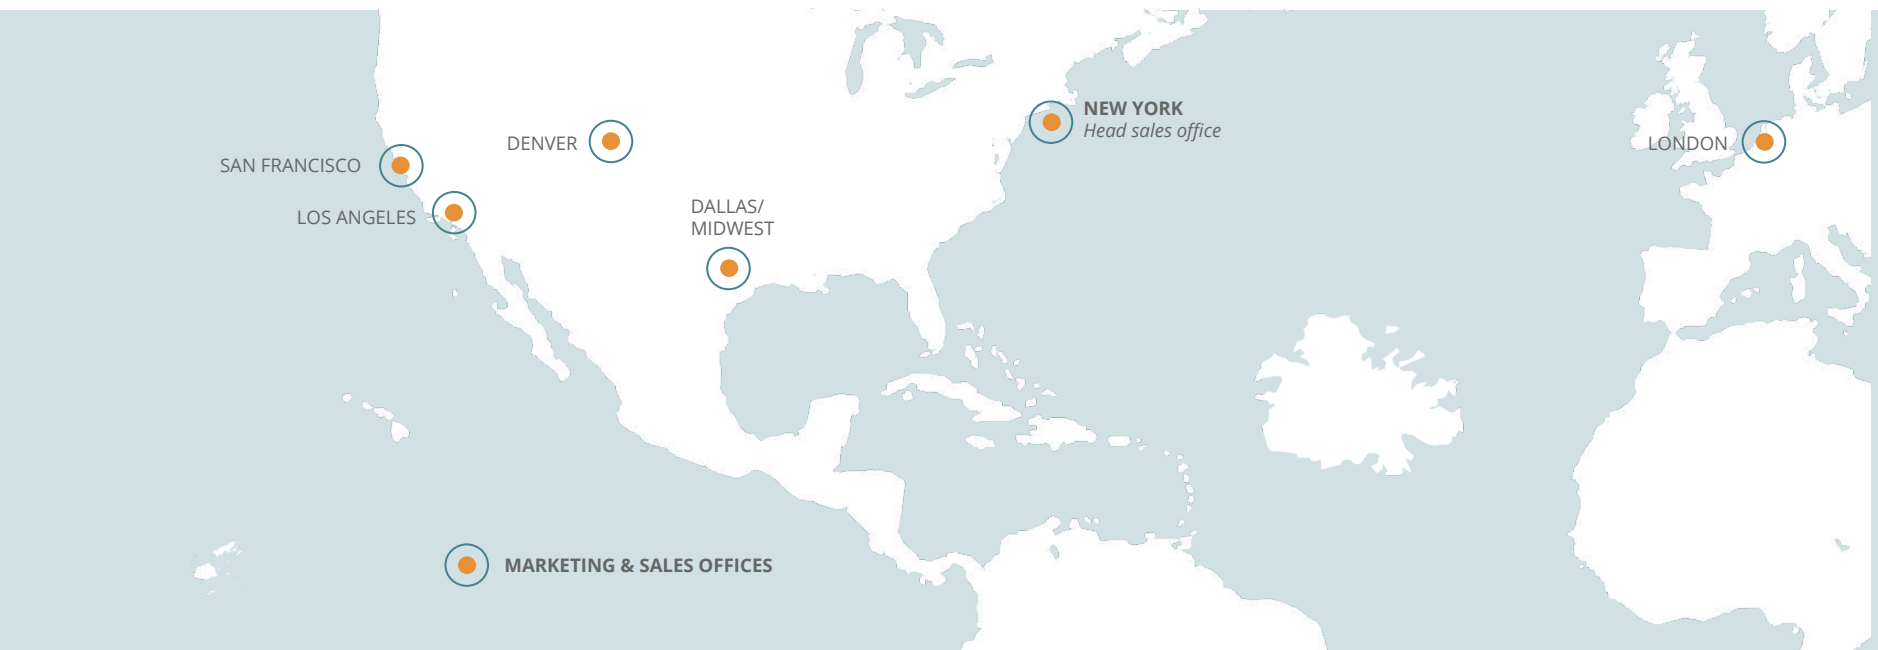 NEW YORK
Head sales office
DENVER
LONDON
SAN FRANCISCO
LOS ANGELES
DALLAS/
MIDWEST
MARKETING & SALES OFFICES